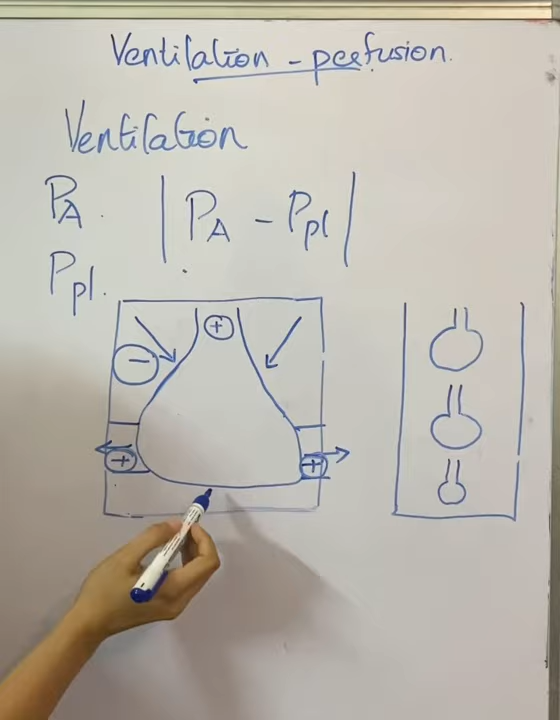 Ventilation - perfusion.
Ventilation
PA. | PA - Ppl |
Ppl.
+
-
+ +